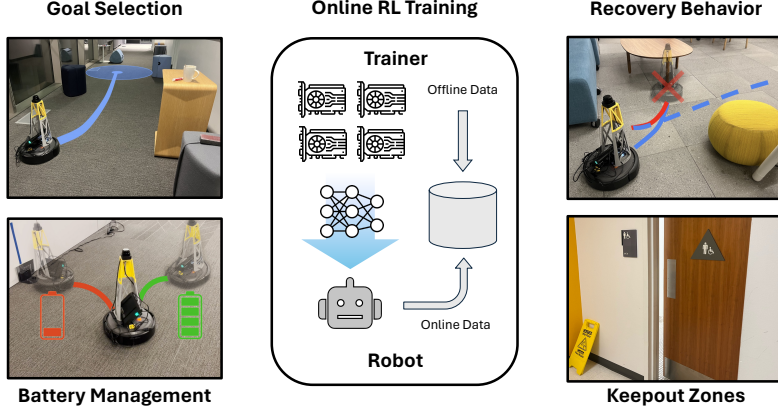 Goal Selection
Online RL Training
Recovery Behavior
Trainer
Offline Data
Online Data
Robot
Battery Management
Keepout Zones